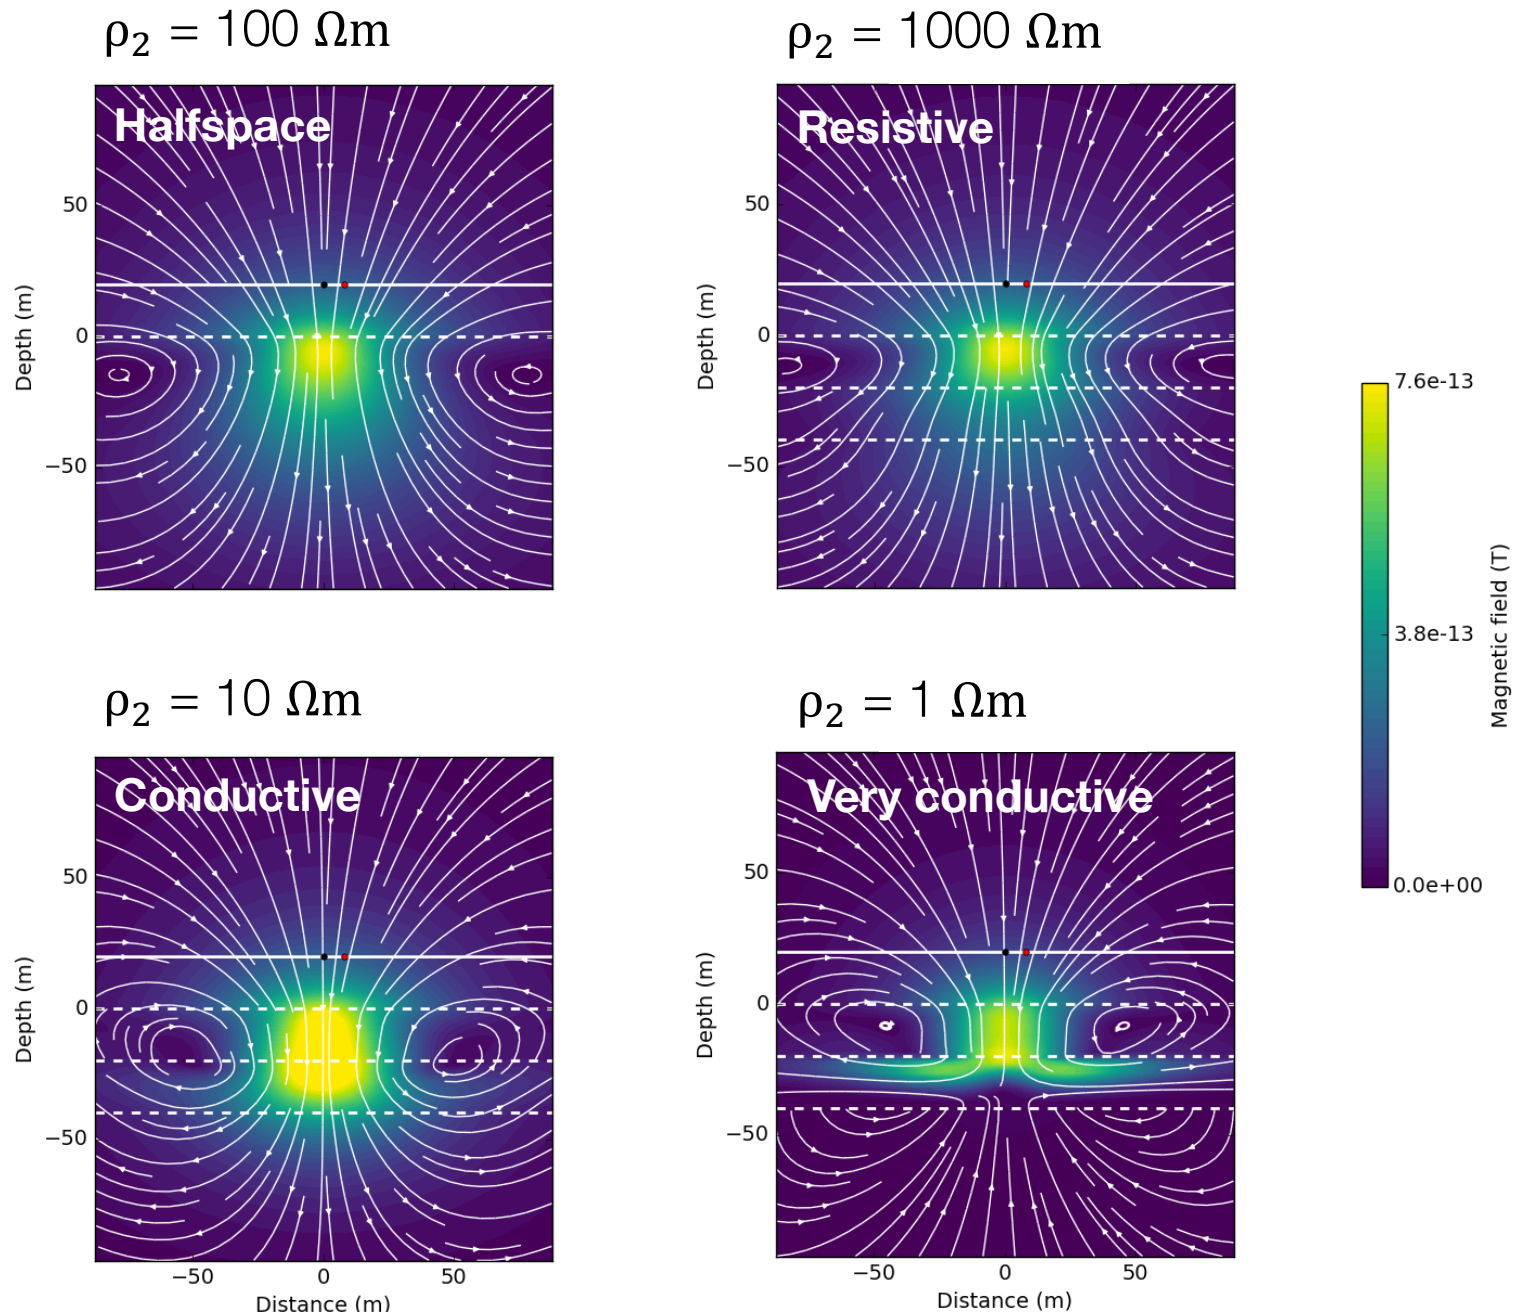 ρ₂ = 100 Ωm
ρ₂ = 1000 Ωm
Halfspace
50
0
−50
Depth (m)
Resistive
50
0
−50
Depth (m)
7.6e-13
3.8e-13
0.0e+00
Magnetic field (T)
ρ₂ = 10 Ωm
ρ₂ = 1 Ωm
Conductive
50
0
−50
Depth (m)
−50
0
50
Distance (m)
Very conductive
50
0
−50
Depth (m)
−50
0
50
Distance (m)